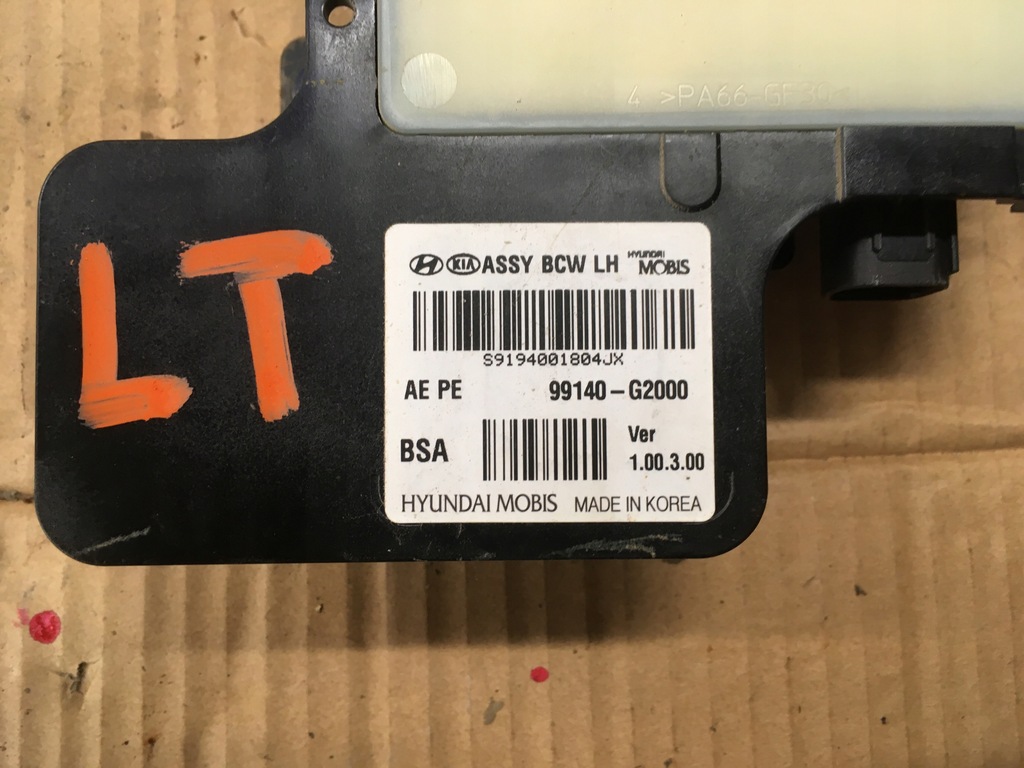 4 >PA66-GF30<
LT
HYUNDAI
KIA ASSY BCW LH MOBIS
S9194001804JX
AE PE 99140-G2000
BSA Ver
1.00.3.00
HYUNDAI MOBIS MADE IN KOREA